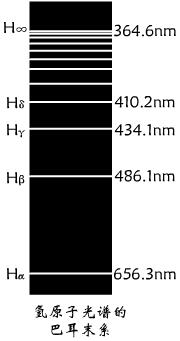 H∞ 364.6nm
Hδ 410.2nm
Hγ 434.1nm
Hβ 486.1nm
Hα 656.3nm
氢原子光谱的
巴耳末系